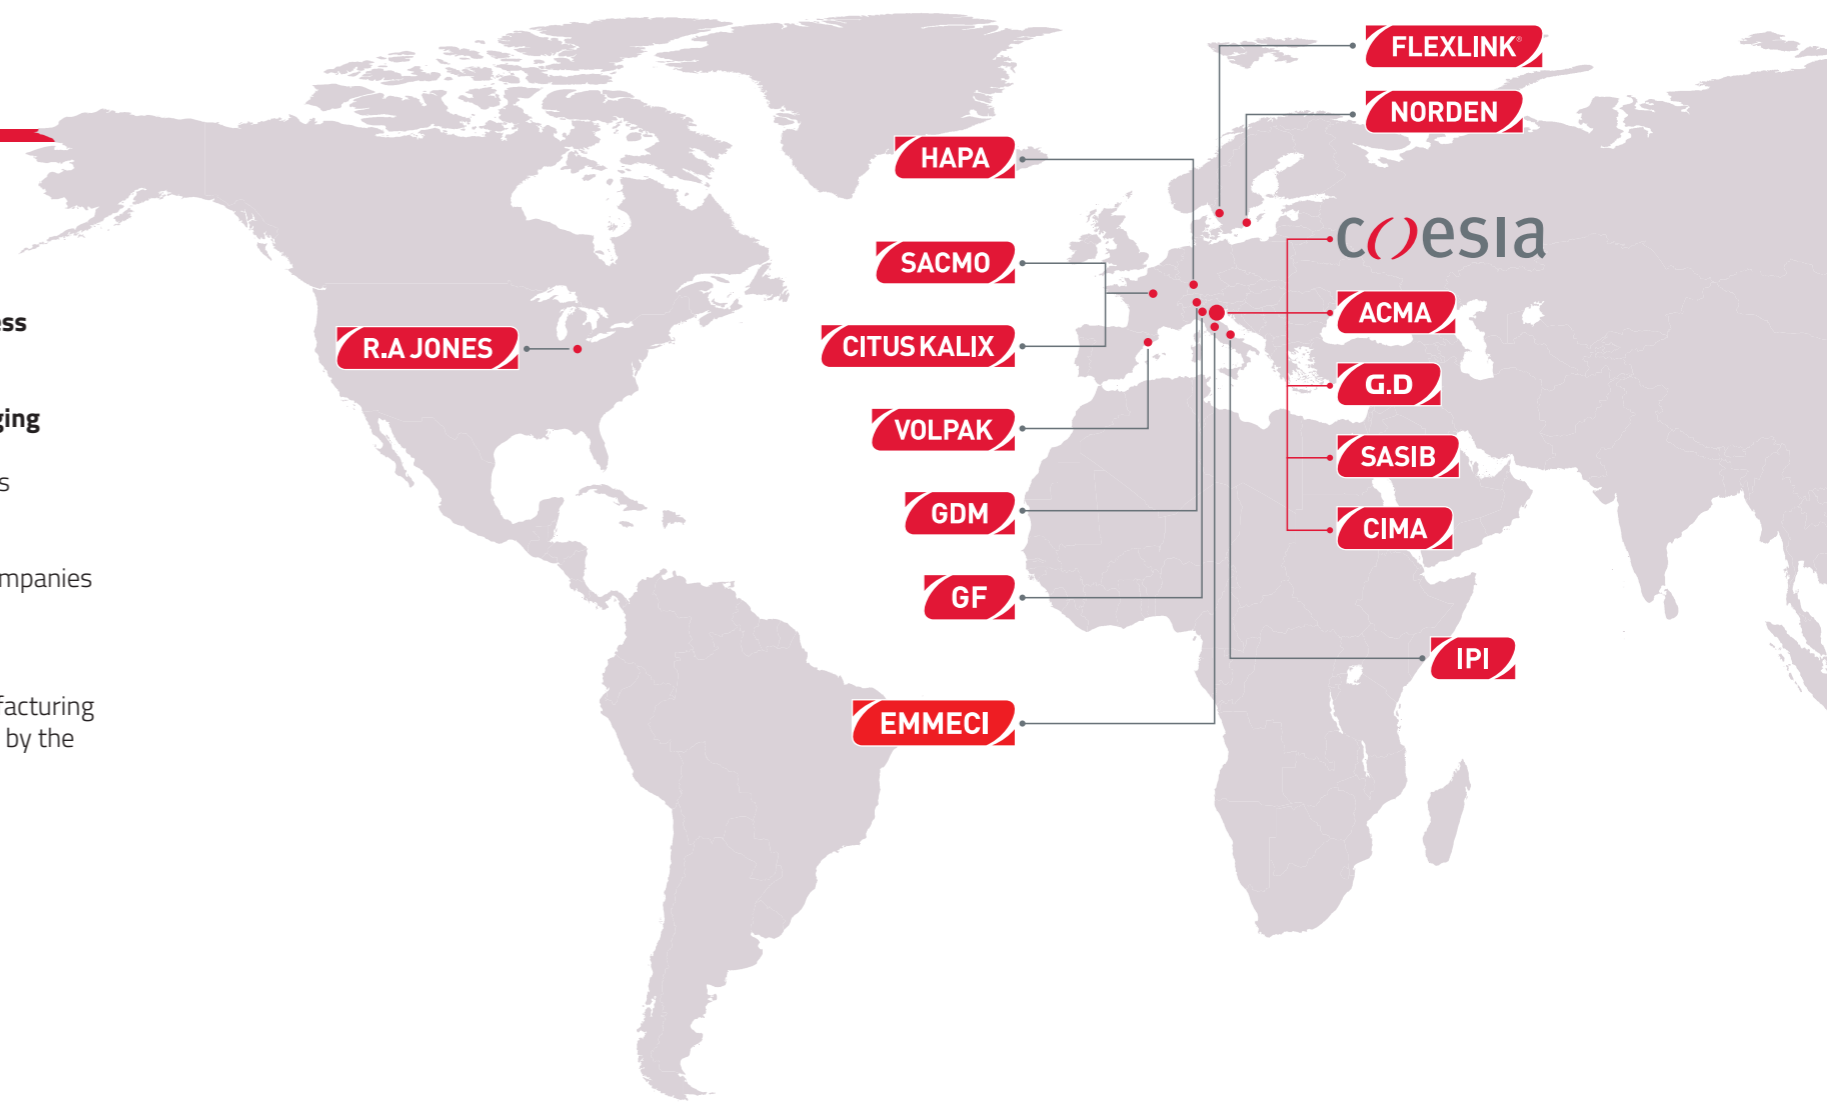 ess
ging
s
mpanies
facturing
by the
R.A JONES
HAPA
SACMO
CITUS KALIX
VOLPAK
GDM
GF
EMMECI
FLEXLINK®
NORDEN
coesia
ACMA
G.D
SASIB
CIMA
IPI